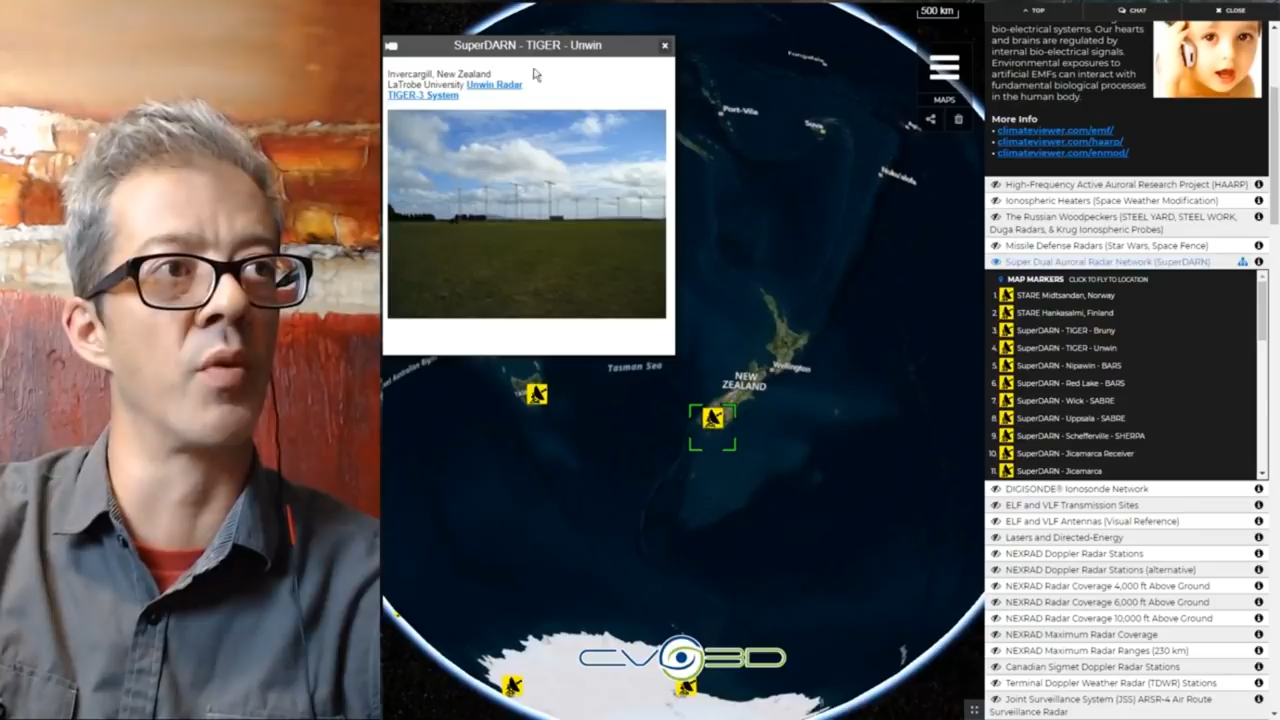 SuperDARN - TIGER - Unwin
Invercargill, New Zealand
LaTrobe University Unwin Radar
TIGER-3 System
500 km
MAPS
Port-Vila
Suva
Nuku'alofa
Tasman Sea
Wellington
NEW
ZEALAND
CV3D
TOP
CHAT
CLOSE
bio-electrical systems. Our hearts
and brains are regulated by
internal bio-electrical signals.
Environmental exposures to
artificial EMFs can interact with
fundamental biological processes
in the human body.
More Info
• climateviewer.com/emf/
• climateviewer.com/haarp/
• climateviewer.com/enmod/
High-Frequency Active Auroral Research Project (HAARP)
Ionospheric Heaters (Space Weather Modification)
The Russian Woodpeckers (STEEL YARD, STEEL WORK,
Duga Radars, & Krug Ionospheric Probes)
Missile Defense Radars (Star Wars, Space Fence)
Super Dual Auroral Radar Network (SuperDARN)
MAP MARKERS CLICK TO FLY TO LOCATION
1. STARE Midtsandan, Norway
2. STARE Hankasalmi, Finland
3. SuperDARN - TIGER - Bruny
4. SuperDARN - TIGER - Unwin
5. SuperDARN - Nipawin - BARS
6. SuperDARN - Red Lake - BARS
7. SuperDARN - Wick - SABRE
8. SuperDARN - Uppsala - SABRE
9. SuperDARN - Schefferville - SHERPA
10. SuperDARN - Jicamarca Receiver
11. SuperDARN - Jicamarca
DIGISONDE® Ionosonde Network
ELF and VLF Transmission Sites
ELF and VLF Antennas (Visual Reference)
Lasers and Directed-Energy
NEXRAD Doppler Radar Stations
NEXRAD Doppler Radar Stations (alternative)
NEXRAD Radar Coverage 4,000 ft Above Ground
NEXRAD Radar Coverage 6,000 ft Above Ground
NEXRAD Radar Coverage 10,000 ft Above Ground
NEXRAD Maximum Radar Coverage
NEXRAD Maximum Radar Ranges (230 km)
Canadian Sigmet Doppler Radar Stations
Terminal Doppler Weather Radar (TDWR) Stations
Joint Surveillance System (JSS) ARSR-4 Air Route
Surveillance Radar